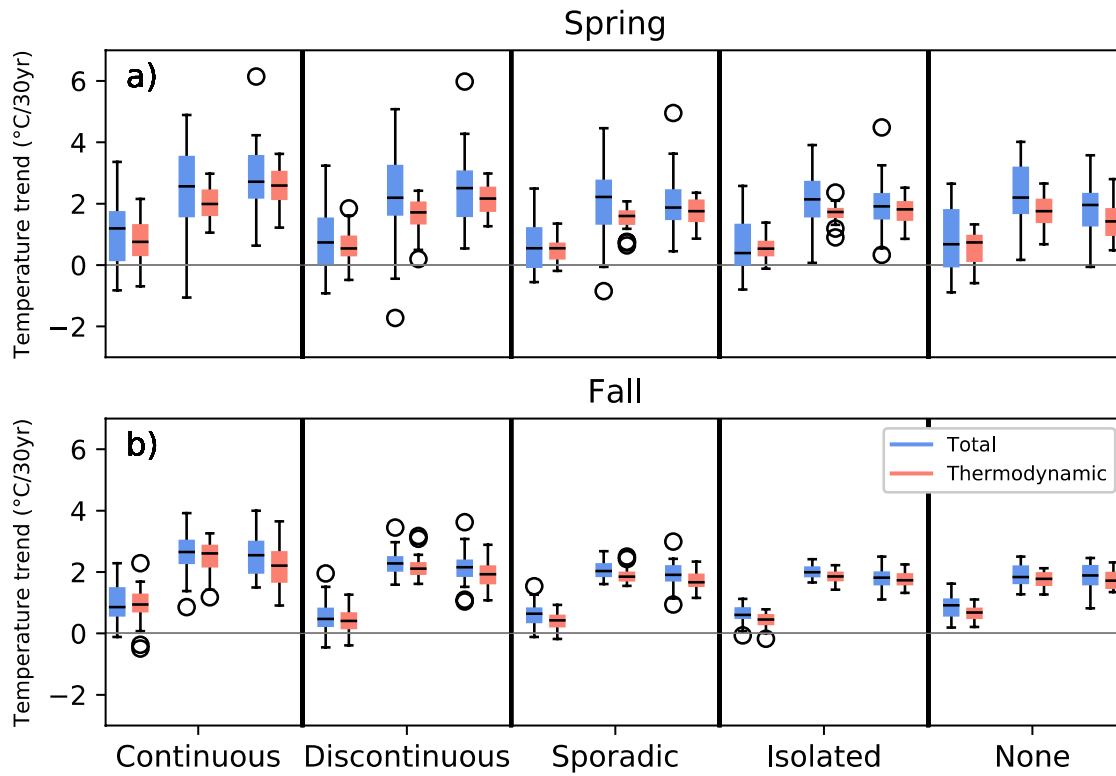 Spring
a)
Temperature trend (°C/30yr)
6
4
2
0
−2
Fall
b)
Temperature trend (°C/30yr)
6
4
2
0
−2
Total
Thermodynamic
Continuous Discontinuous Sporadic Isolated None